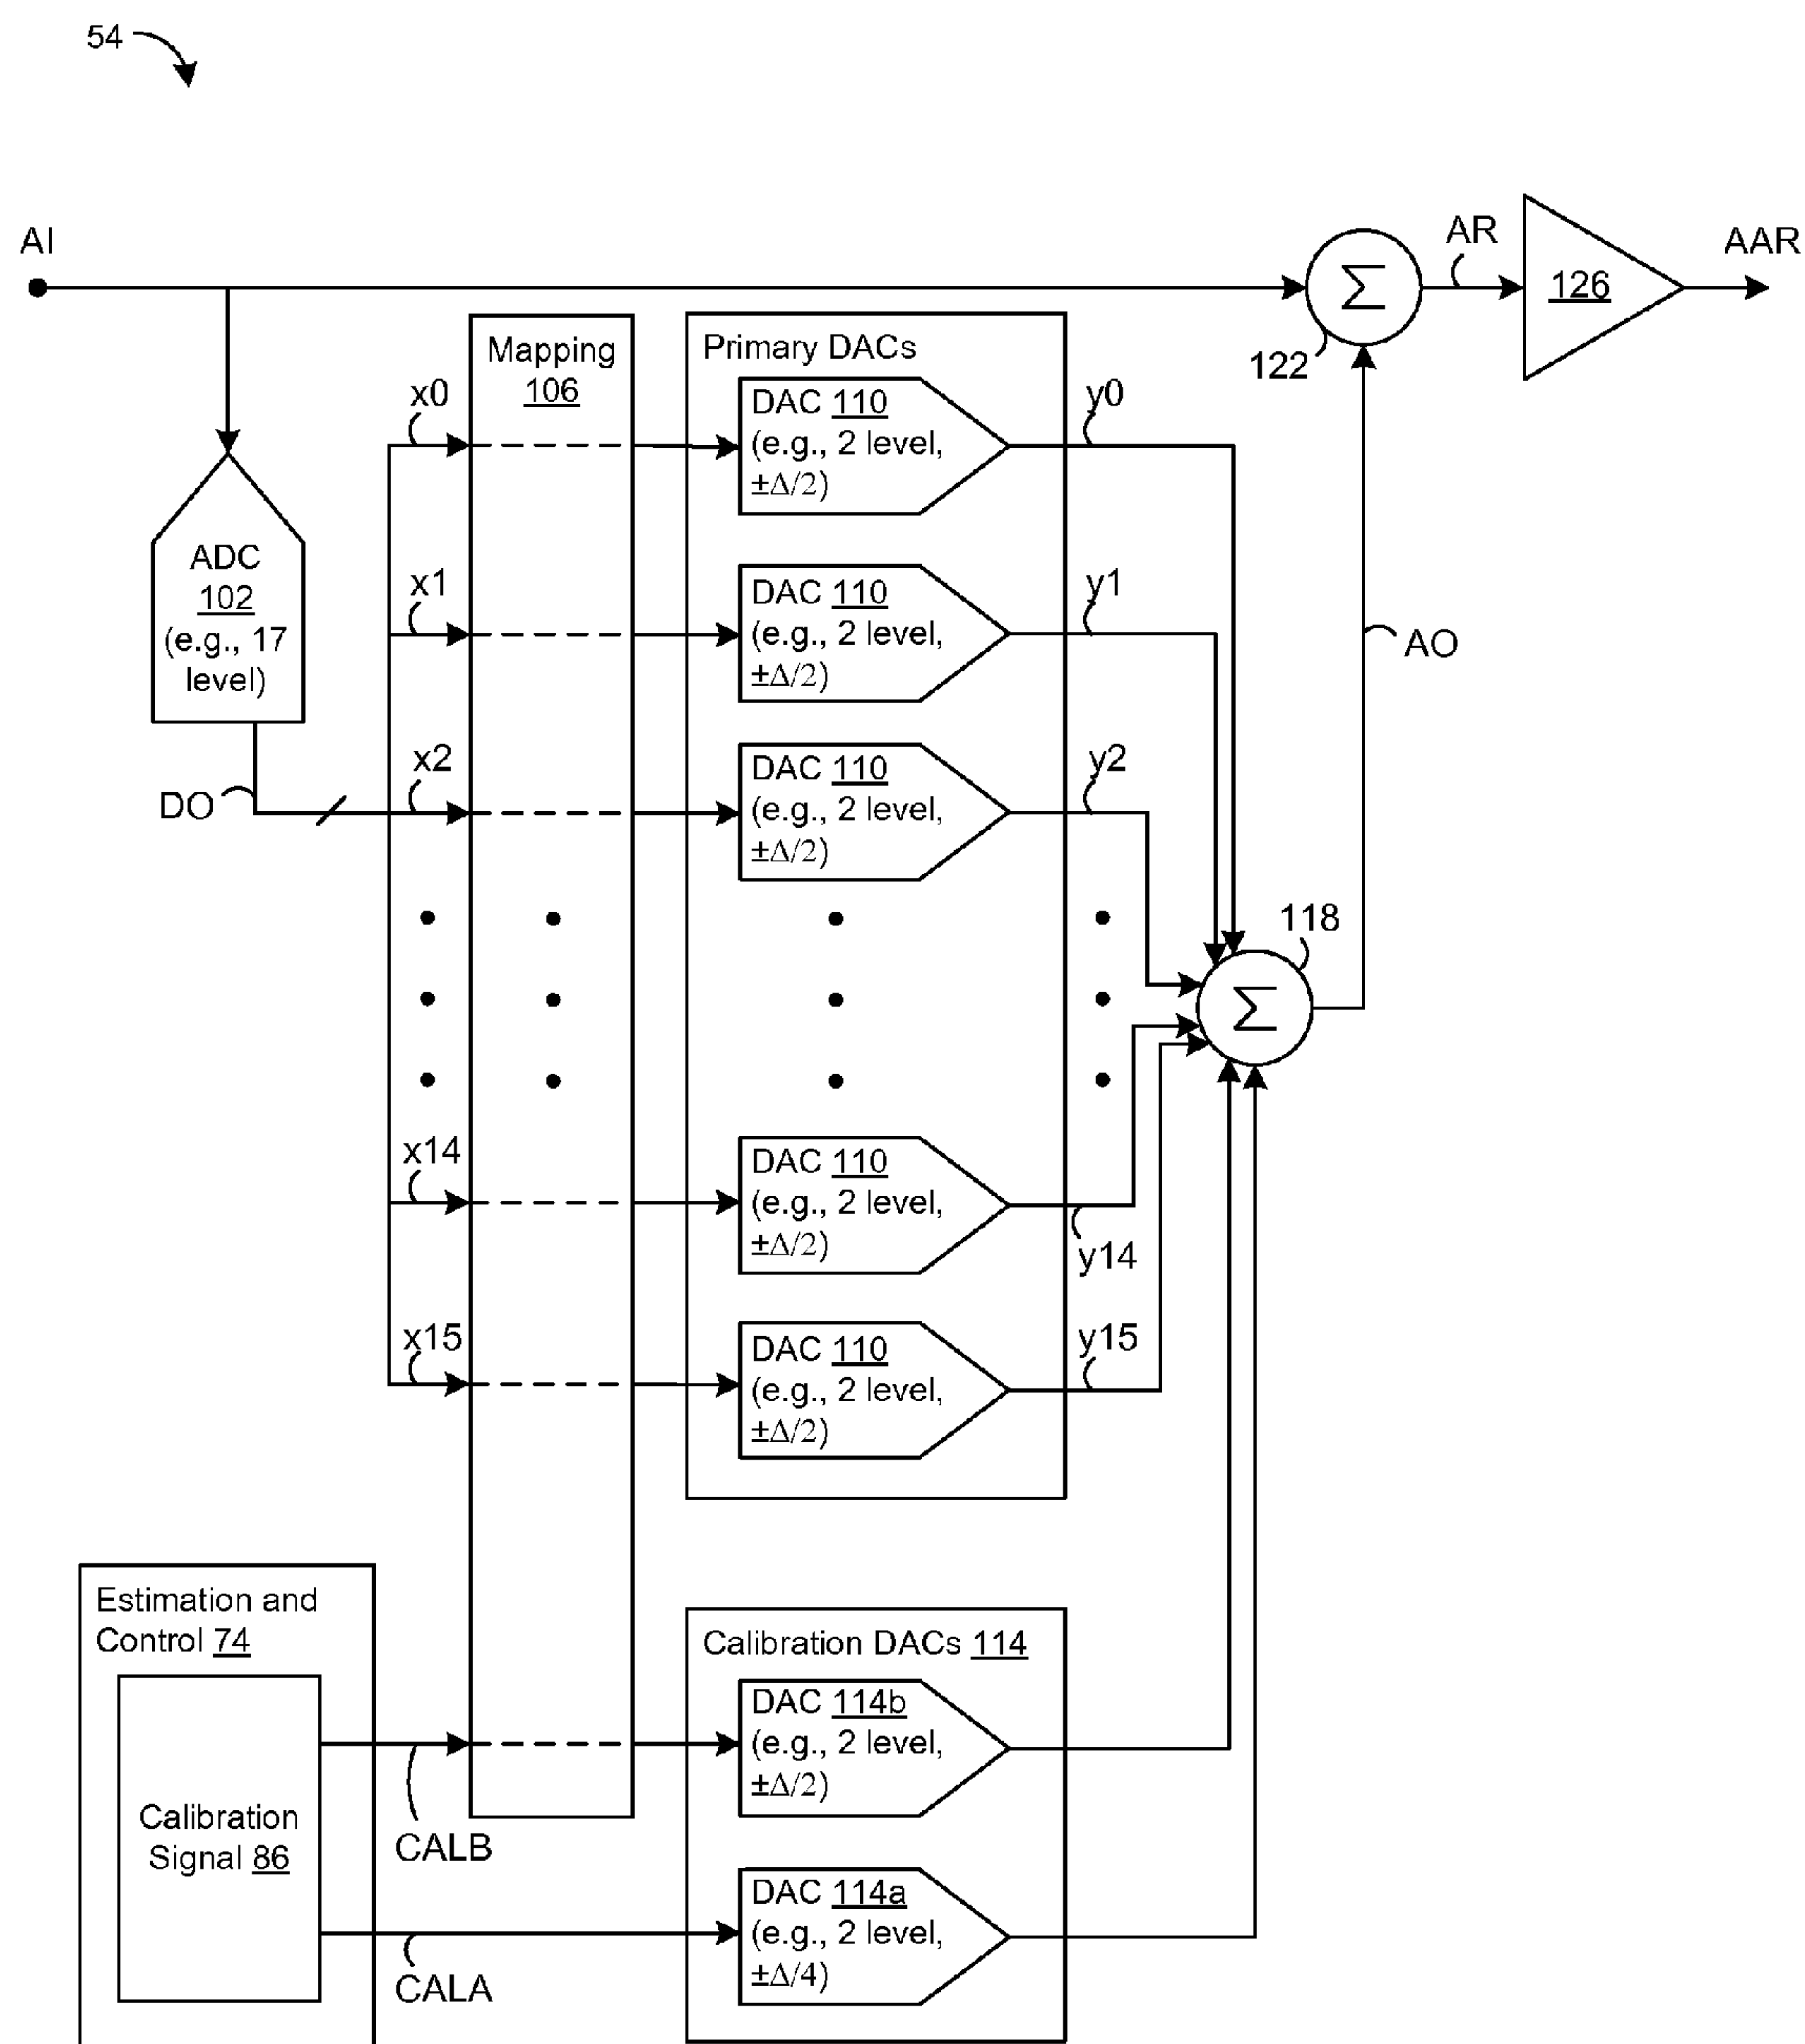 54
AI
AR
AAR
126
122
Mapping
106
Primary DACs
x0
DAC 110
(e.g., 2 level,
±Δ/2)
y0
ADC
102
(e.g., 17
level)
x1
DAC 110
(e.g., 2 level,
±Δ/2)
y1
AO
Σ
DO
x2
DAC 110
(e.g., 2 level,
±Δ/2)
y2
118
Σ
x14
DAC 110
(e.g., 2 level,
±Δ/2)
y14
x15
DAC 110
(e.g., 2 level,
±Δ/2)
y15
Estimation and
Control 74
Calibration
Signal 86
CALB
CALA
Calibration DACs 114
DAC 114b
(e.g., 2 level,
±Δ/2)
DAC 114a
(e.g., 2 level,
±Δ/4)